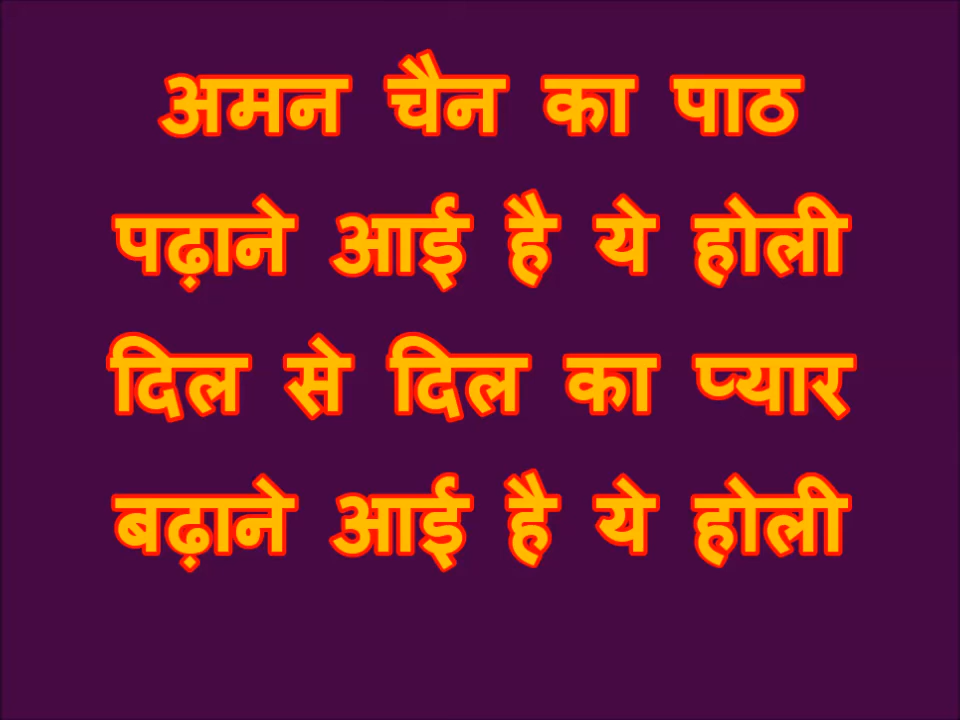 अमन चैन का पाठ
पढ़ाने आई है ये होली
दिल से दिल का प्यार
बढ़ाने आई है ये होली